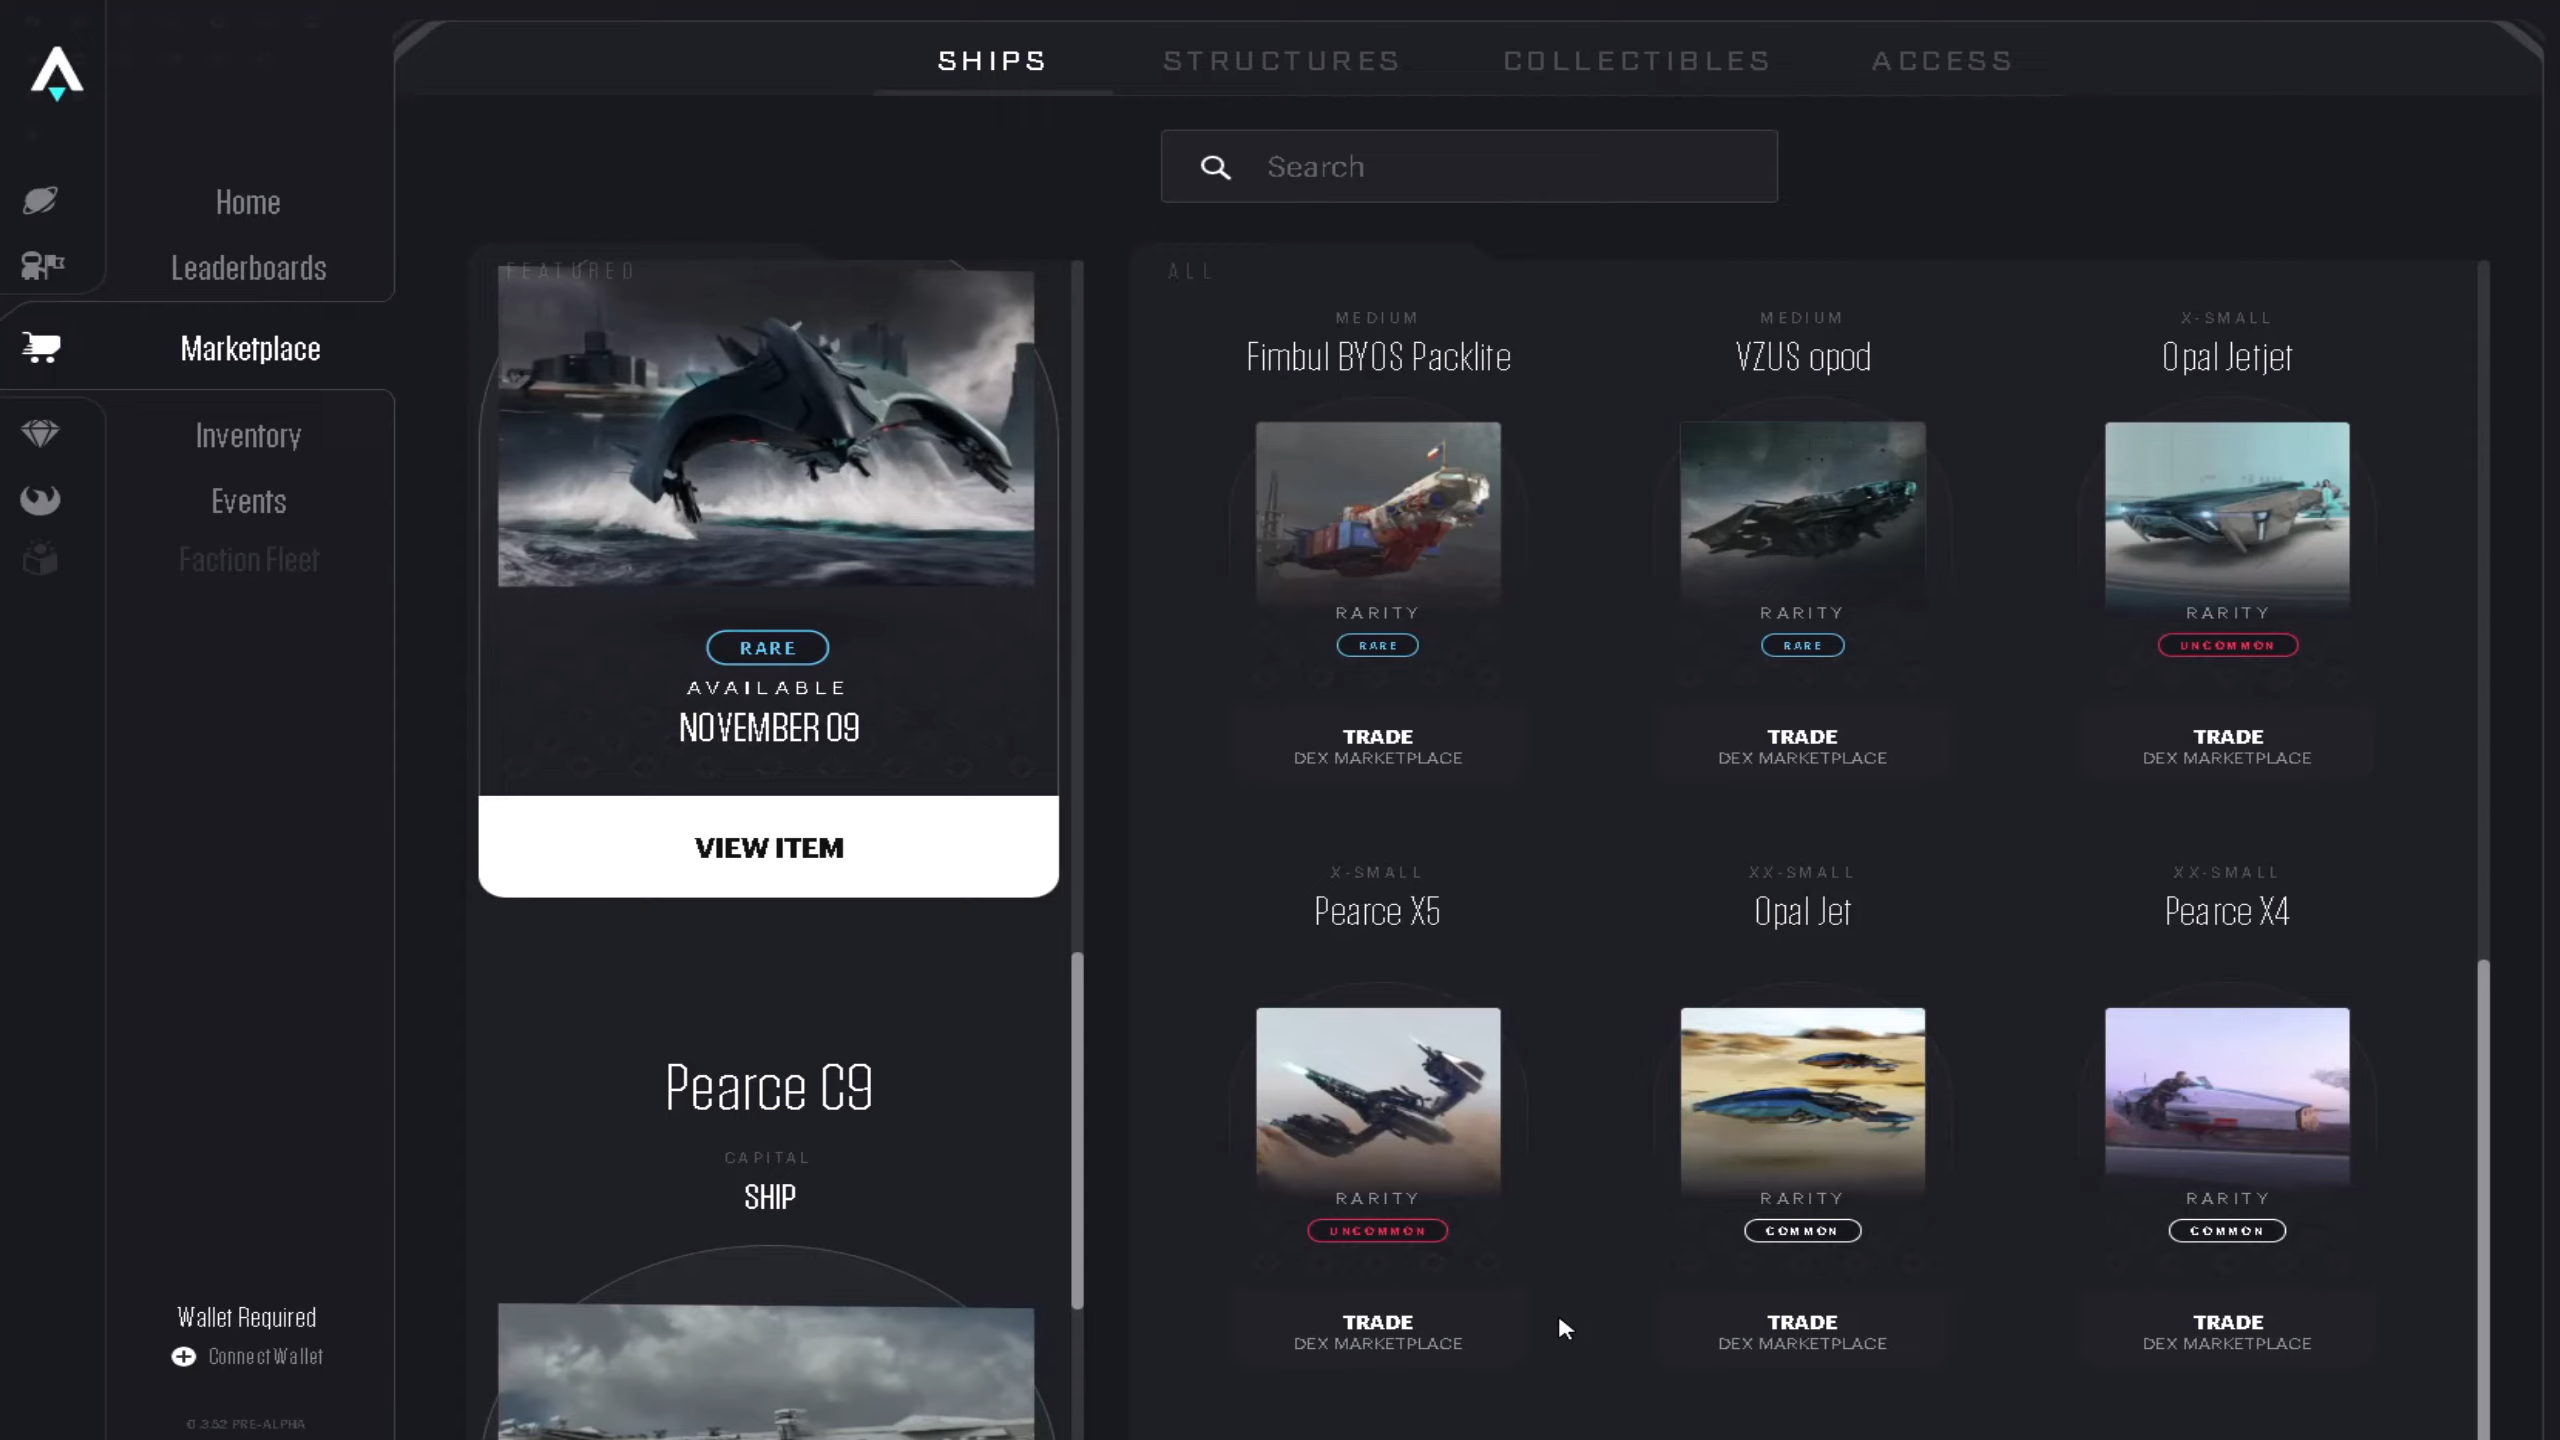 SHIPS STRUCTURES COLLECTIBLES ACCESS
Search
Home
Leaderboards
Marketplace
Inventory
Events
Faction Fleet
Wallet Required
Connect Wallet
0.3.52 PRE-ALPHA
FEATURED
RARE
AVAILABLE
NOVEMBER 09
VIEW ITEM
Pearce C9
CAPITAL
SHIP
ALL
MEDIUM MEDIUM X-SMALL
Fimbul BYOS Packlite VZUS opod Opal Jetjet
RARITY RARITY RARITY
RARE RARE UNCOMMON
TRADE TRADE TRADE
DEX MARKETPLACE DEX MARKETPLACE DEX MARKETPLACE
X-SMALL XX-SMALL XX-SMALL
Pearce X5 Opal Jet Pearce X4
RARITY RARITY RARITY
UNCOMMON COMMON COMMON
TRADE TRADE TRADE
DEX MARKETPLACE DEX MARKETPLACE DEX MARKETPLACE